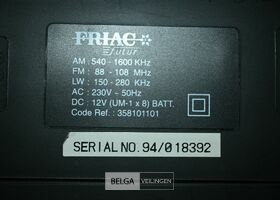 FRIAC
futur
AM : 540 - 1600 KHz
FM : 88 - 108 MHz
LW : 150 - 280 KHz
AC : 230V ~ 50Hz
DC : 12V (UM-1 x 8) BATT.
Code Ref. : 358101101
SERIAL NO. 94/018392
BELGA VEILINGEN